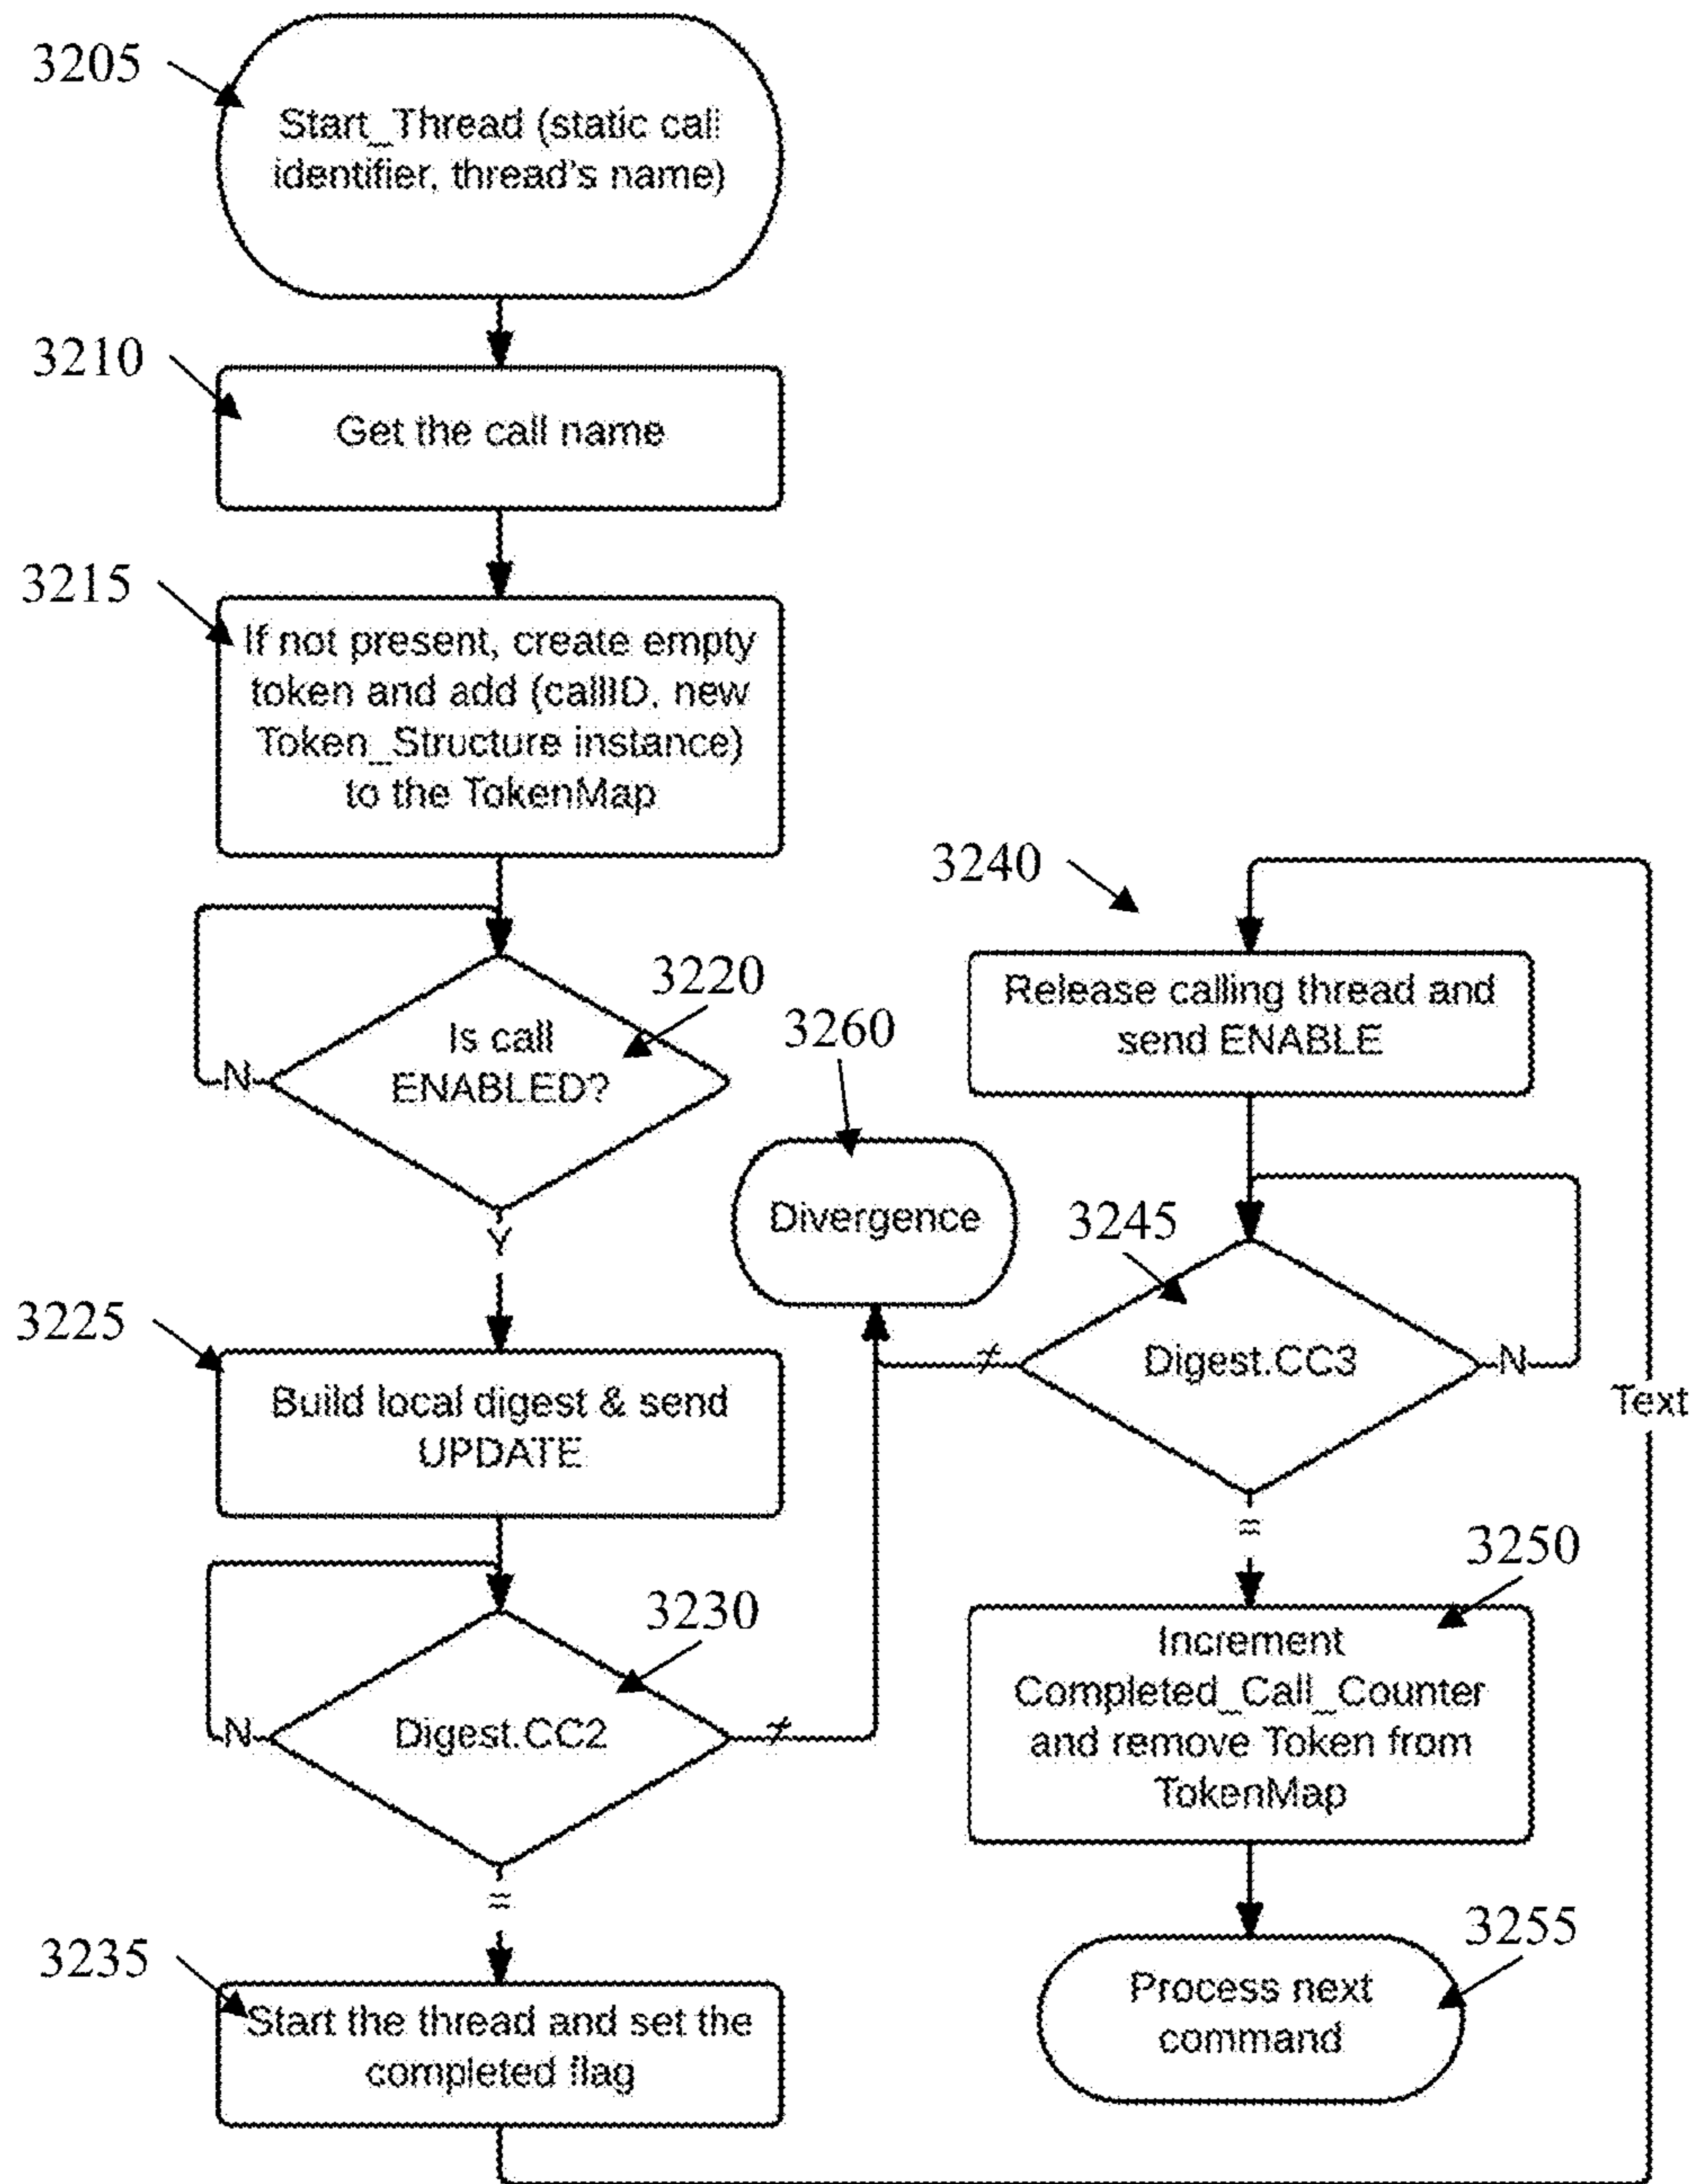 3205
Start_Thread (static call
identifier, thread's name)
3210
Get the call name
3215
If not present, create empty
token and add (callID, new
Token_Structure instance)
to the TokenMap
3220
Is call
ENABLED?
N
Y
3225
Build local digest & send
UPDATE
3230
Digest.CC2
N
≠
=
3235
Start the thread and set the
completed flag
Text
3240
Release calling thread and
send ENABLE
3260
Divergence
3245
Digest.CC3
≠
N
=
3250
Increment
Completed_Call_Counter
and remove Token from
TokenMap
3255
Process next
command